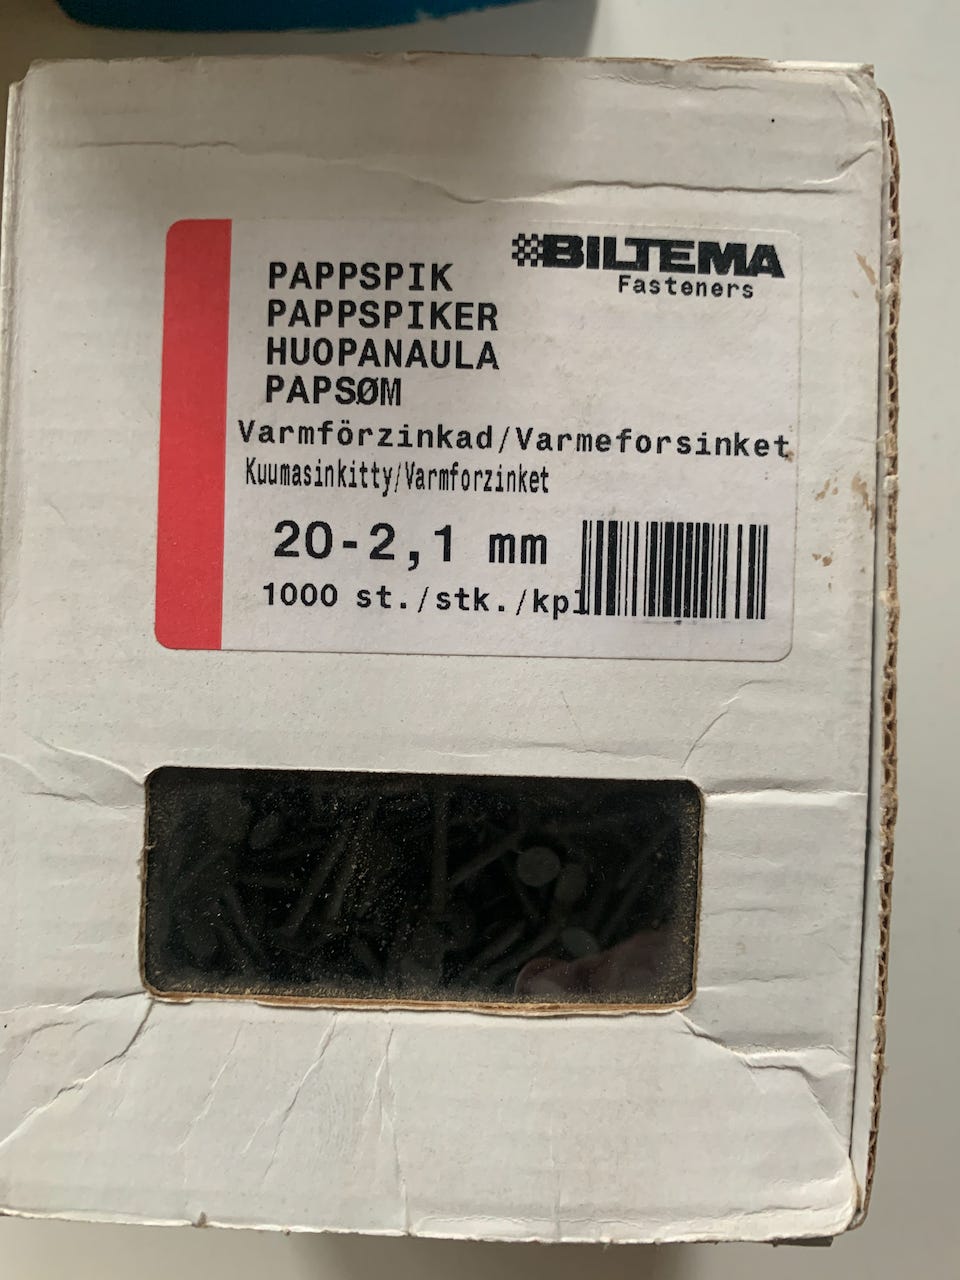 BILTEMA
Fasteners
PAPPSPIK
PAPPSPIKER
HUOPANAULA
PAPSØM
Varmförzinkad/Varmeforsinket
Kuumasinkitty/Varmforzinket
20-2,1 mm
1000 st./stk./kpl